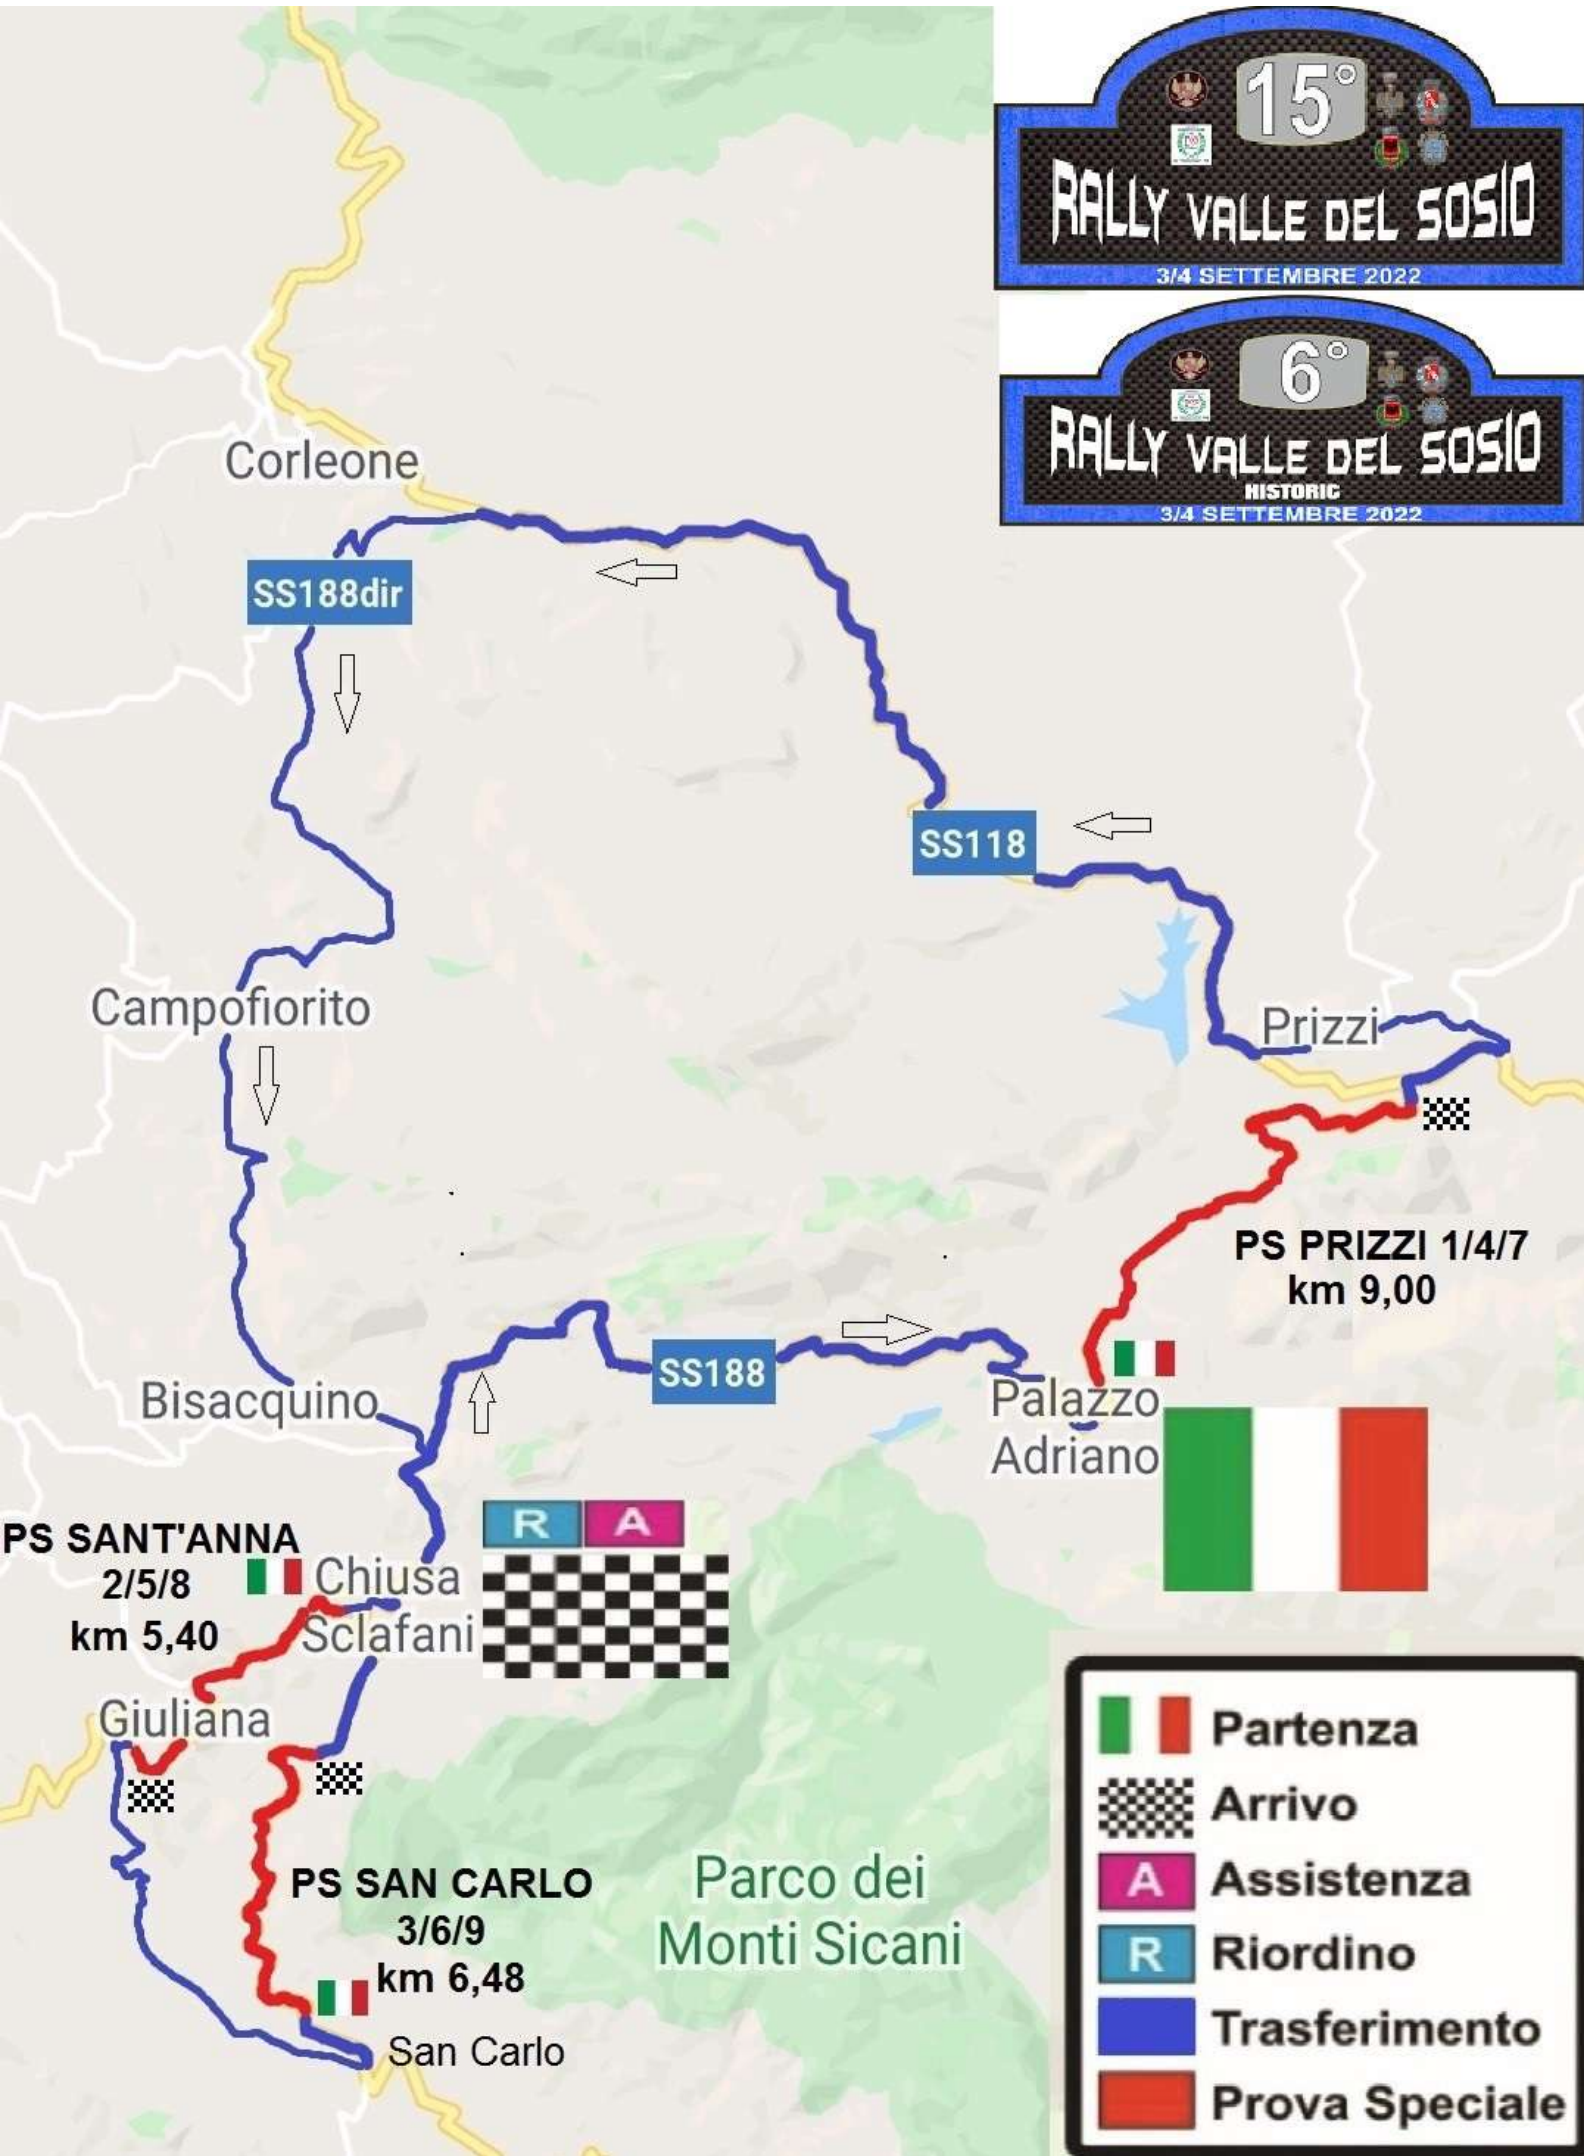 15°
RALLY VALLE DEL SOSIO
3/4 SETTEMBRE 2022
6°
RALLY VALLE DEL SOSIO
HISTORIC
3/4 SETTEMBRE 2022
Corleone
SS188dir
SS118
Campofiorito
Prizzi
PS PRIZZI 1/4/7
km 9,00
SS188
Bisacquino
Palazzo
Adriano
R A
PS SANT'ANNA
2/5/8
km 5,40
Chiusa
Sclafani
Giuliana
PS SAN CARLO
3/6/9
km 6,48
San Carlo
Parco dei
Monti Sicani
Partenza
Arrivo
A Assistenza
R Riordino
Trasferimento
Prova Speciale